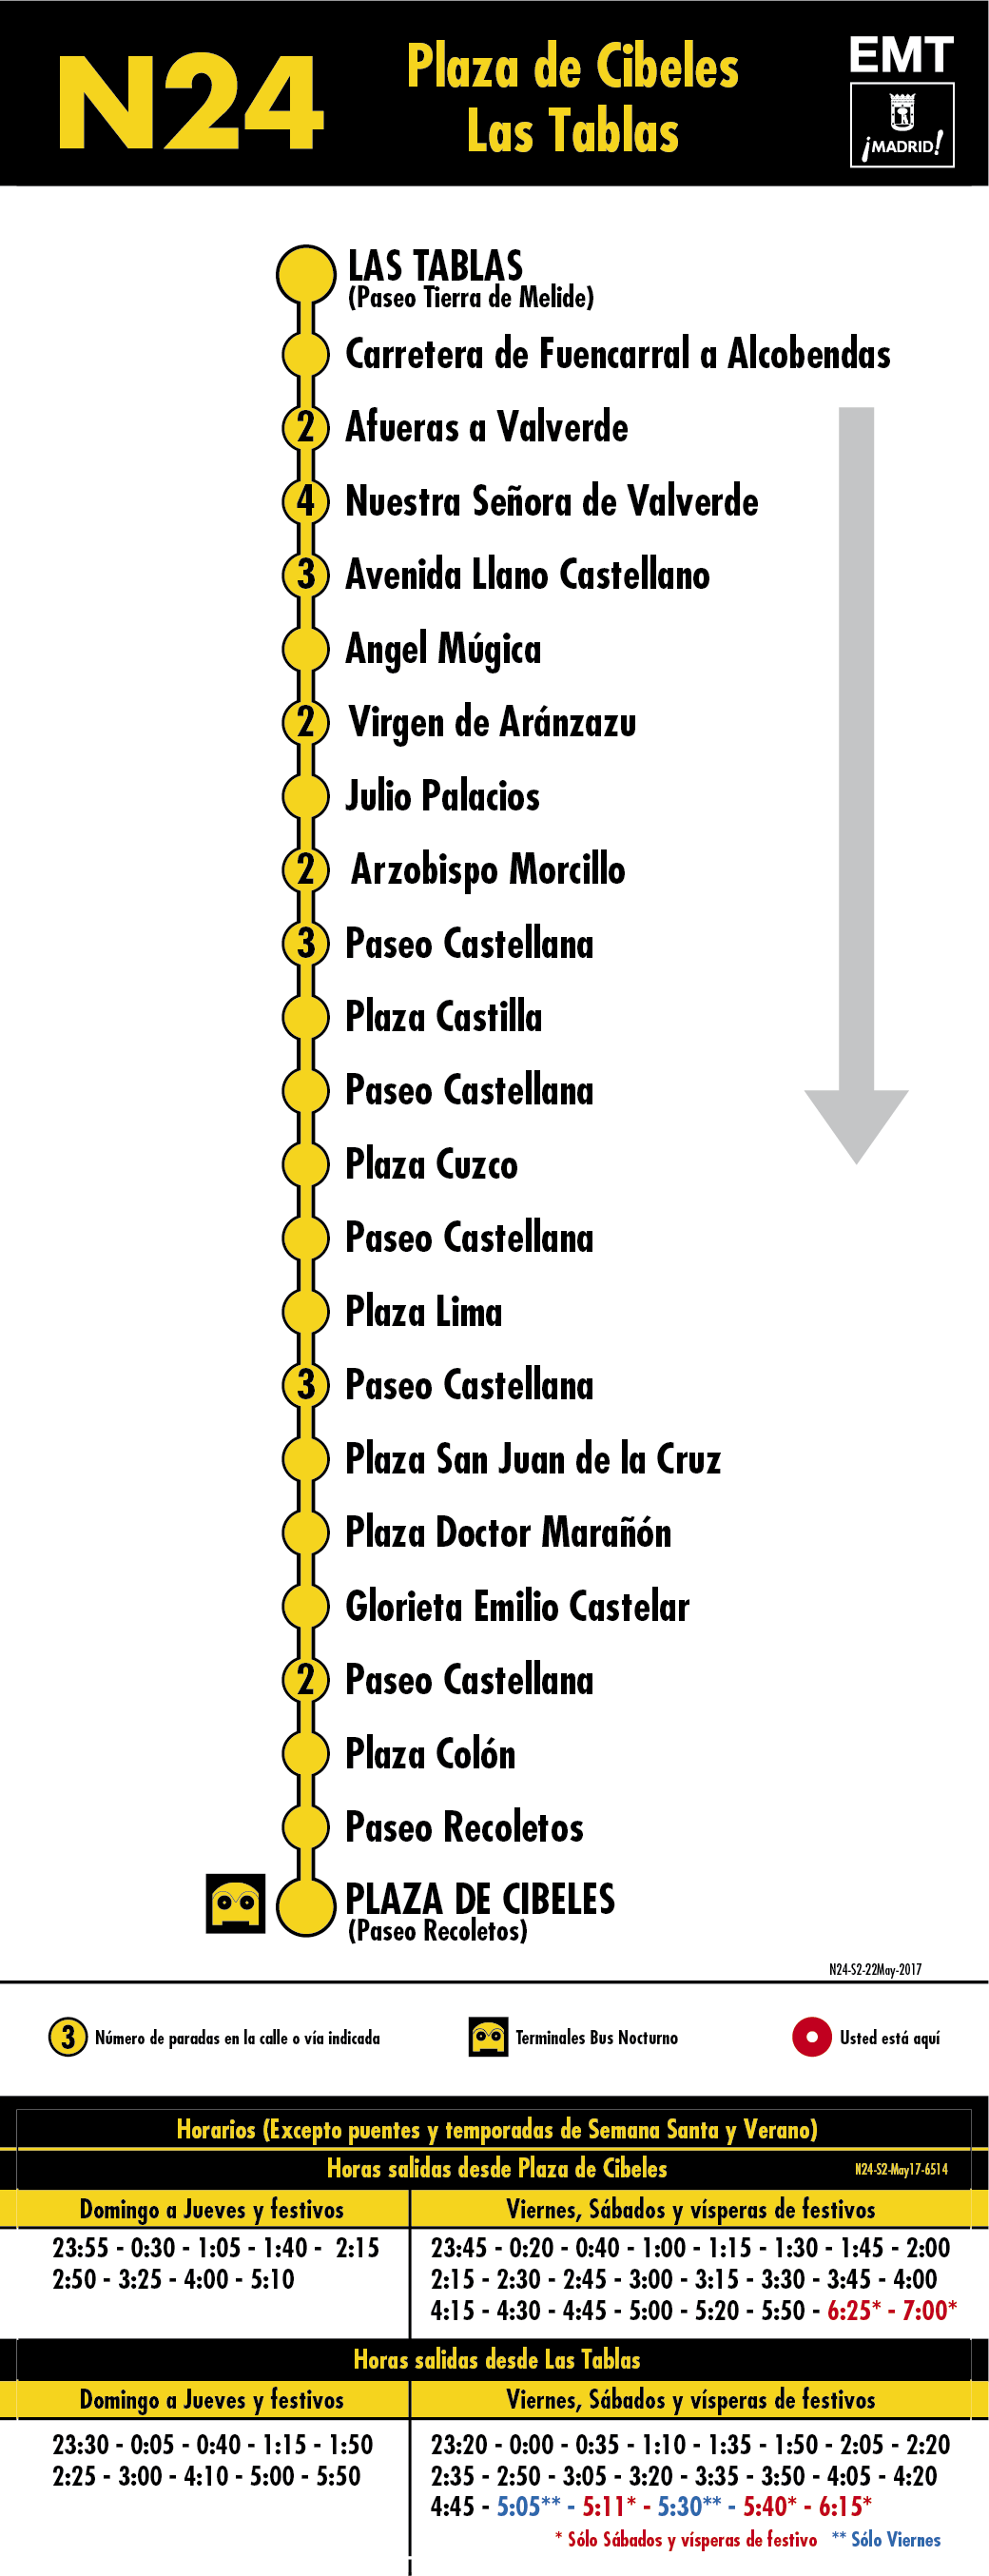 N24
Plaza de Cibeles
Las Tablas
EMT
¡MADRID!
LAS TABLAS
(Paseo Tierra de Melide)
Carretera de Fuencarral a Alcobendas
2 Afueras a Valverde
4 Nuestra Señora de Valverde
3 Avenida Llano Castellano
Angel Múgica
2 Virgen de Aránzazu
Julio Palacios
2 Arzobispo Morcillo
3 Paseo Castellana
Plaza Castilla
Paseo Castellana
Plaza Cuzco
Paseo Castellana
Plaza Lima
3 Paseo Castellana
Plaza San Juan de la Cruz
Plaza Doctor Marañón
Glorieta Emilio Castelar
2 Paseo Castellana
Plaza Colón
Paseo Recoletos
PLAZA DE CIBELES
(Paseo Recoletos)
N24-S2-22May-2017
3 Número de paradas en la calle o vía indicada
Terminales Bus Nocturno
Usted está aquí
Horarios (Excepto puentes y temporadas de Semana Santa y Verano)
Horas salidas desde Plaza de Cibeles
N24-S2-May17-6514
Domingo a Jueves y festivos
23:55 - 0:30 - 1:05 - 1:40 - 2:15
2:50 - 3:25 - 4:00 - 5:10
Viernes, Sábados y vísperas de festivos
23:45 - 0:20 - 0:40 - 1:00 - 1:15 - 1:30 - 1:45 - 2:00
2:15 - 2:30 - 2:45 - 3:00 - 3:15 - 3:30 - 3:45 - 4:00
4:15 - 4:30 - 4:45 - 5:00 - 5:20 - 5:50 - 6:25* - 7:00*
Horas salidas desde Las Tablas
Domingo a Jueves y festivos
23:30 - 0:05 - 0:40 - 1:15 - 1:50
2:25 - 3:00 - 4:10 - 5:00 - 5:50
Viernes, Sábados y vísperas de festivos
23:20 - 0:00 - 0:35 - 1:10 - 1:35 - 1:50 - 2:05 - 2:20
2:35 - 2:50 - 3:05 - 3:20 - 3:35 - 3:50 - 4:05 - 4:20
4:45 - 5:05** - 5:11* - 5:30** - 5:40* - 6:15*
* Sólo Sábados y vísperas de festivo ** Sólo Viernes